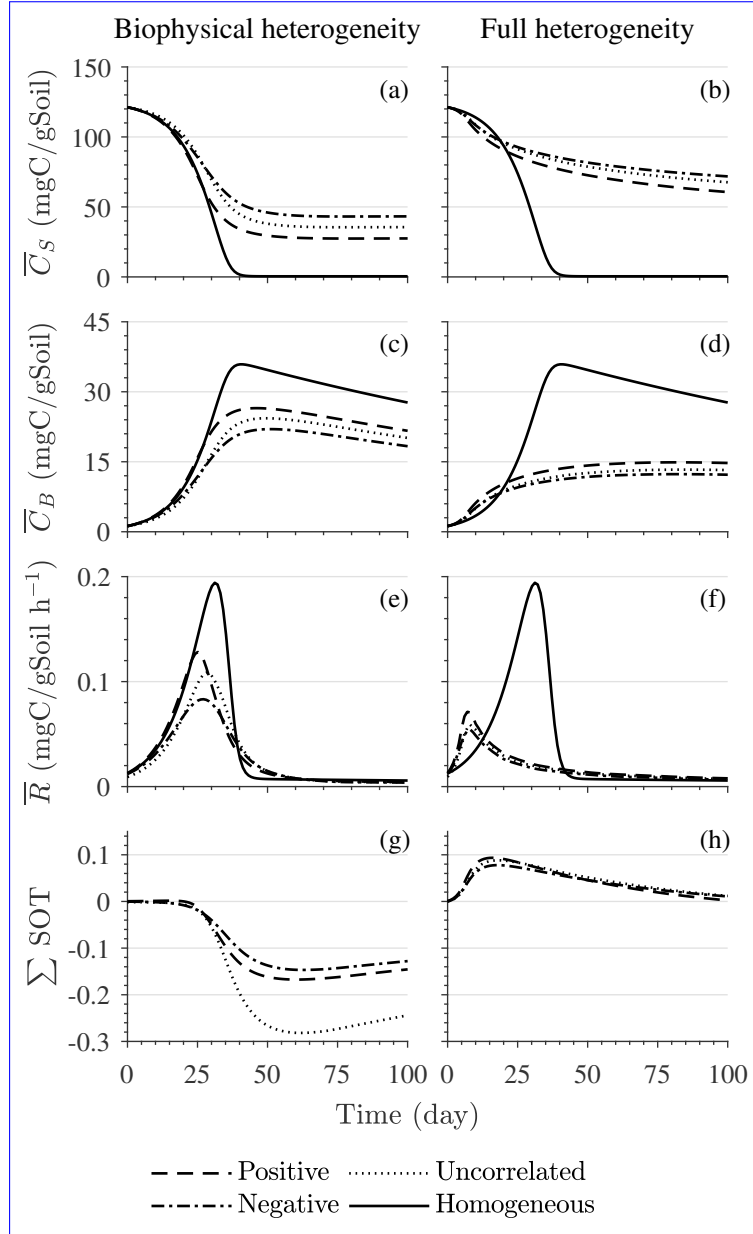 Biophysical heterogeneity
Full heterogeneity
C̅_S (mgC/gSoil)
150
100
50
0
(a)
(b)
C̅_B (mgC/gSoil)
45
30
15
0
(c)
(d)
R̅ (mgC/gSoil h⁻¹)
0.2
0.1
0
(e)
(f)
∑ SOT
0.1
0
-0.1
-0.2
-0.3
(g)
(h)
0 25 50 75 100
0 25 50 75 100
Time (day)
Positive
Uncorrelated
Negative
Homogeneous